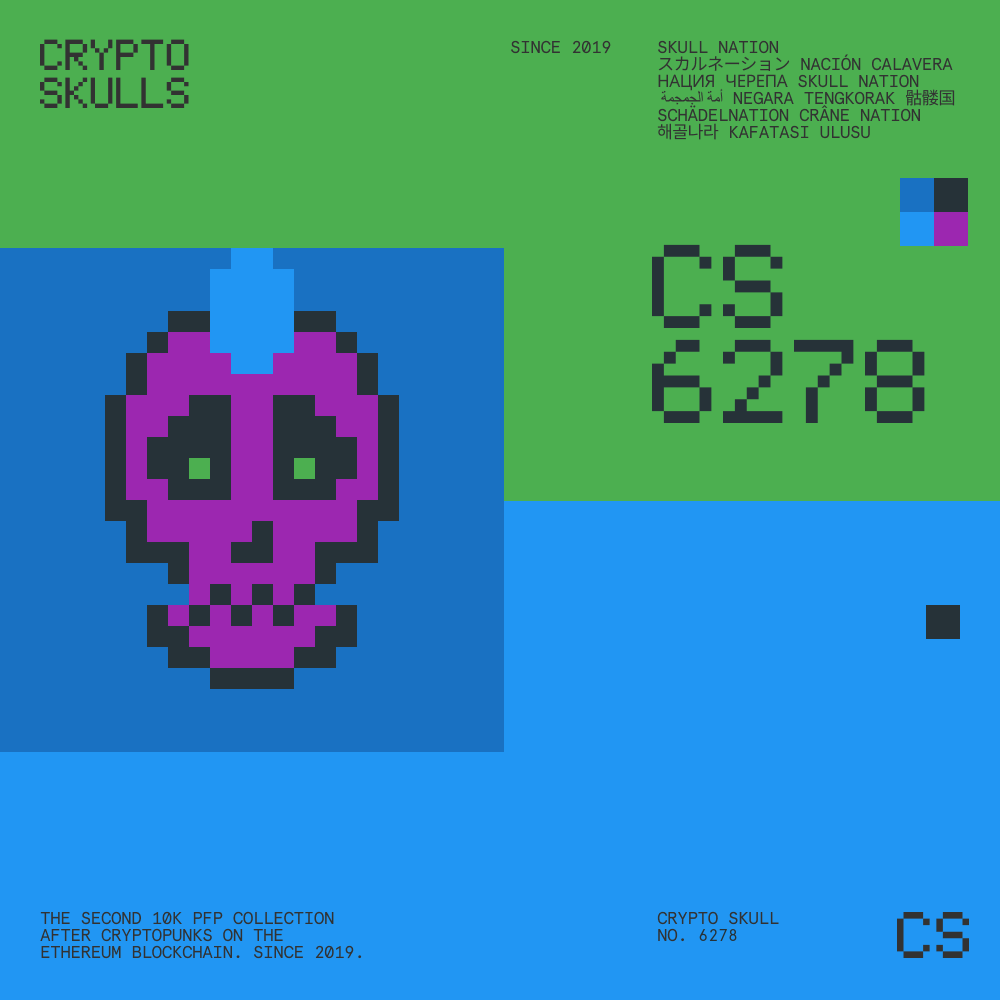 CRYPTO
SKULLS
SINCE 2019
SKULL NATION
スカルネーション NACIÓN CALAVERA
НАЦИЯ ЧЕРЕПА SKULL NATION
أمة الجمجمة NEGARA TENGKORAK 骷髅国
SCHÄDELNATION CRÂNE NATION
해골나라 KAFATASI ULUSU
CS
6278
THE SECOND 10K PFP COLLECTION
AFTER CRYPTOPUNKS ON THE
ETHEREUM BLOCKCHAIN. SINCE 2019.
CRYPTO SKULL
NO. 6278
CS